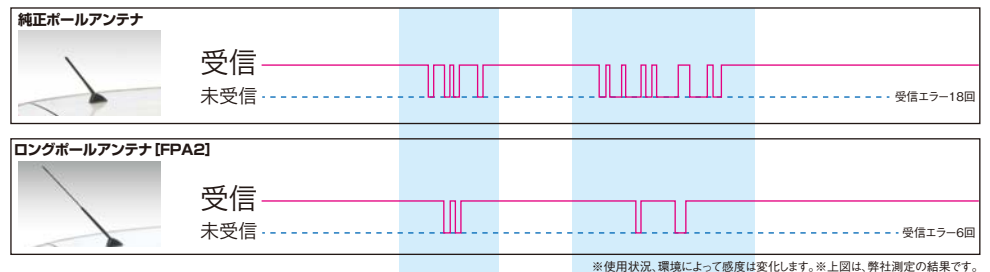 純正ポールアンテナ
受信
未受信
受信エラー18回
ロングポールアンテナ[FPA2]
受信
未受信
受信エラー6回
※使用状況、環境によって感度は変化します。※上図は、弊社測定の結果です。